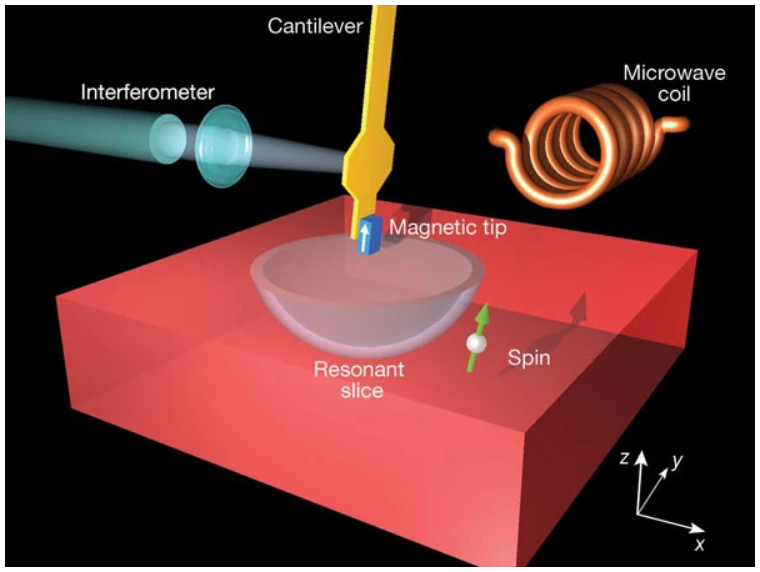 Cantilever
Interferometer
Microwave
coil
Magnetic tip
Resonant
slice
Spin
z
y
x